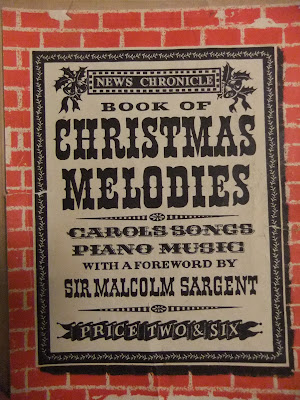 NEWS CHRONICLE
BOOK OF
CHRISTMAS
MELODIES
CAROLS SONGS
PIANO MUSIC
WITH A FOREWORD BY
SIR MALCOLM SARGENT
PRICE TWO & SIX